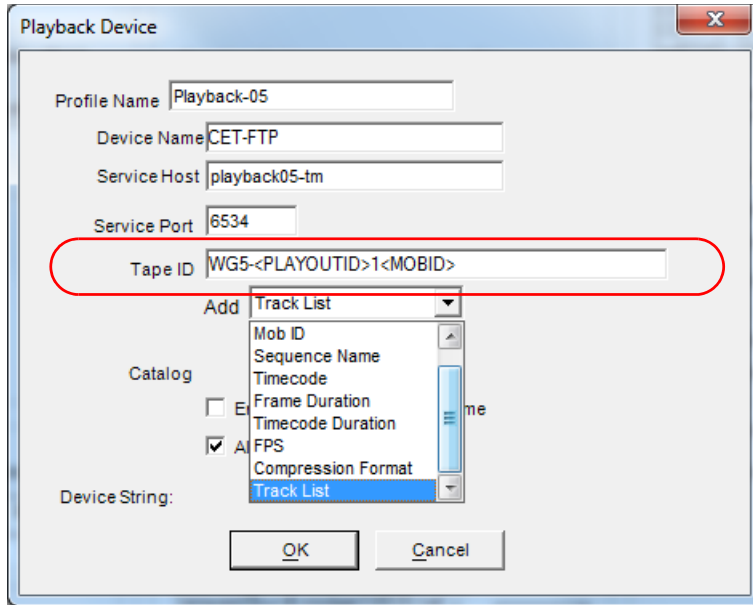 Playback Device
Profile Name Playback-05
Device Name CET-FTP
Service Host playback05-tm
Service Port 6534
Tape ID WG5-<PLAYOUTID>1<MOBID>
Add Track List
Mob ID
Sequence Name
Timecode
Frame Duration
Timecode Duration
FPS
Compression Format
Track List
Catalog
Device String:
OK Cancel